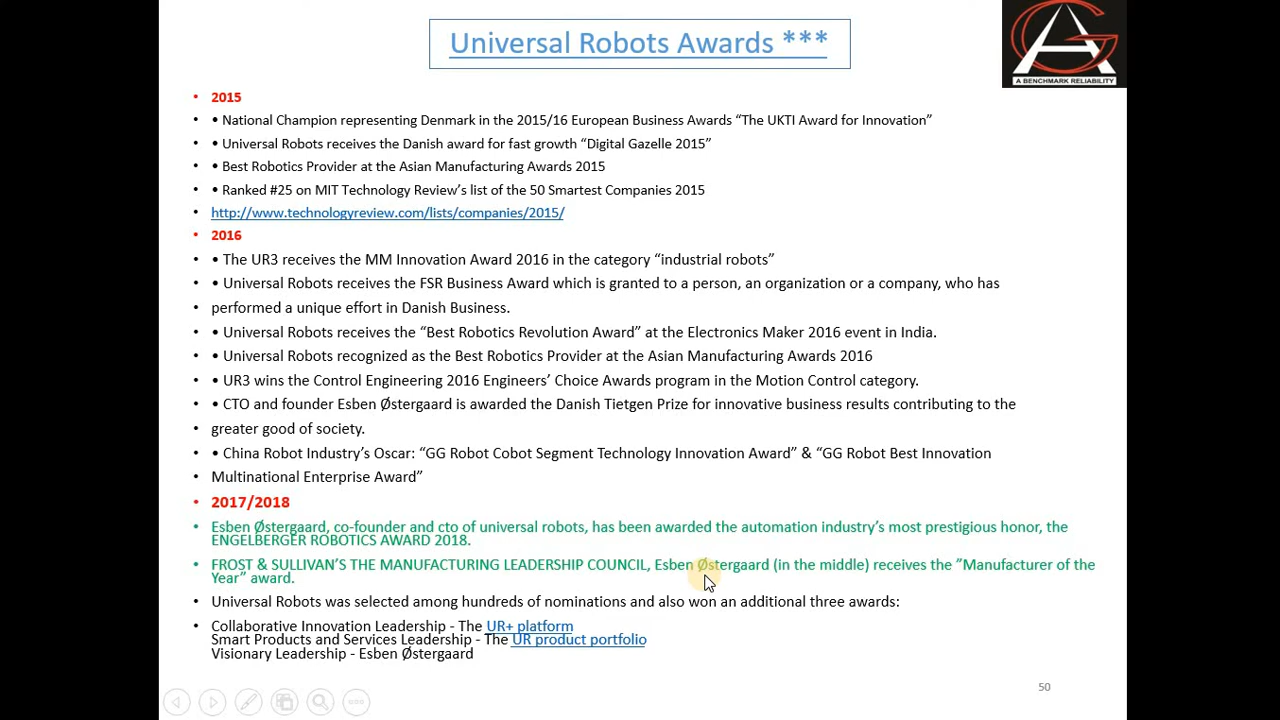 Universal Robots Awards ***
A BENCHMARK RELIABILITY
• 2015
• • National Champion representing Denmark in the 2015/16 European Business Awards “The UKTI Award for Innovation”
• • Universal Robots receives the Danish award for fast growth “Digital Gazelle 2015”
• • Best Robotics Provider at the Asian Manufacturing Awards 2015
• • Ranked #25 on MIT Technology Review’s list of the 50 Smartest Companies 2015
• http://www.technologyreview.com/lists/companies/2015/
• 2016
• • The UR3 receives the MM Innovation Award 2016 in the category “industrial robots”
• • Universal Robots receives the FSR Business Award which is granted to a person, an organization or a company, who has
• performed a unique effort in Danish Business.
• • Universal Robots receives the “Best Robotics Revolution Award” at the Electronics Maker 2016 event in India.
• • Universal Robots recognized as the Best Robotics Provider at the Asian Manufacturing Awards 2016
• • UR3 wins the Control Engineering 2016 Engineers’ Choice Awards program in the Motion Control category.
• • CTO and founder Esben Østergaard is awarded the Danish Tietgen Prize for innovative business results contributing to the
• greater good of society.
• • China Robot Industry’s Oscar: “GG Robot Cobot Segment Technology Innovation Award” & “GG Robot Best Innovation
• Multinational Enterprise Award”
• 2017/2018
• Esben Østergaard, co-founder and cto of universal robots, has been awarded the automation industry’s most prestigious honor, the
ENGELBERGER ROBOTICS AWARD 2018.
• FROST & SULLIVAN’S THE MANUFACTURING LEADERSHIP COUNCIL, Esben Østergaard (in the middle) receives the ”Manufacturer of the
Year” award.
• Universal Robots was selected among hundreds of nominations and also won an additional three awards:
• Collaborative Innovation Leadership - The UR+ platform
Smart Products and Services Leadership - The UR product portfolio
Visionary Leadership - Esben Østergaard
50